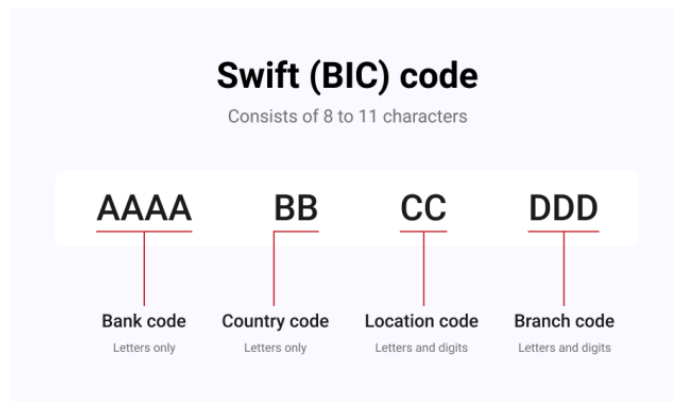 Swift (BIC) code
Consists of 8 to 11 characters
AAAA BB CC DDD
Bank code Country code Location code Branch code
Letters only Letters only Letters and digits Letters and digits